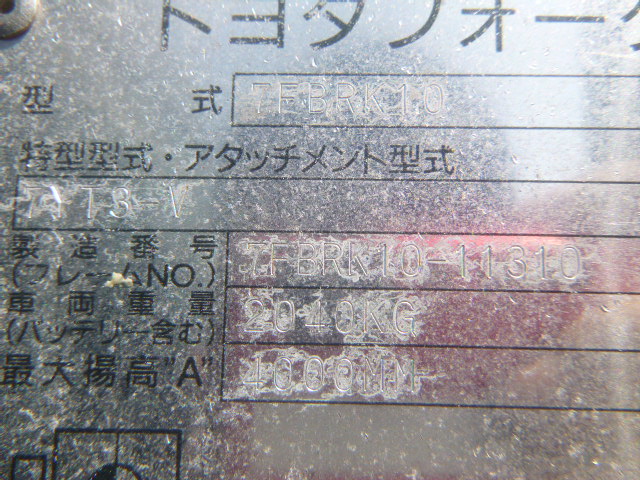 トヨタフォーク
型式 7FBRK10
特型型式・アタッチメント型式
製造番号 7FBRK10-11310
(フレームNO.)
車両重量 2040KG
(バッテリー含む)
最大揚高"A" 4000MM